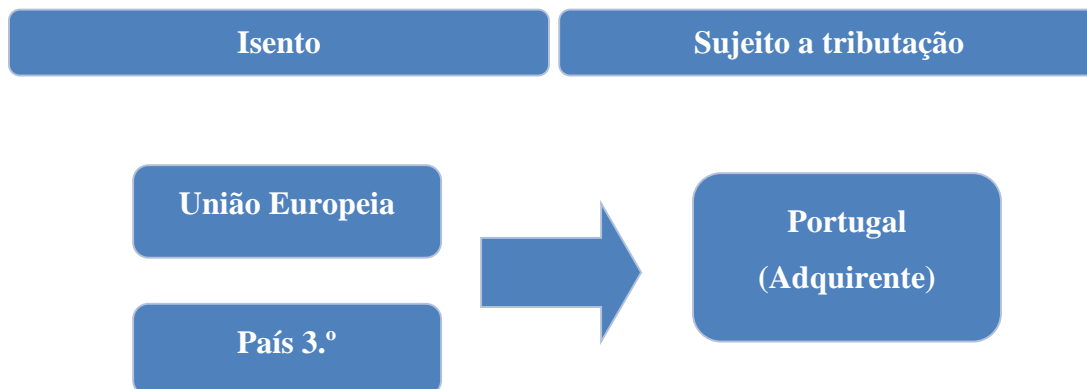 Isento
Sujeito a tributação
União Europeia
País 3.º
Portugal
(Adquirente)